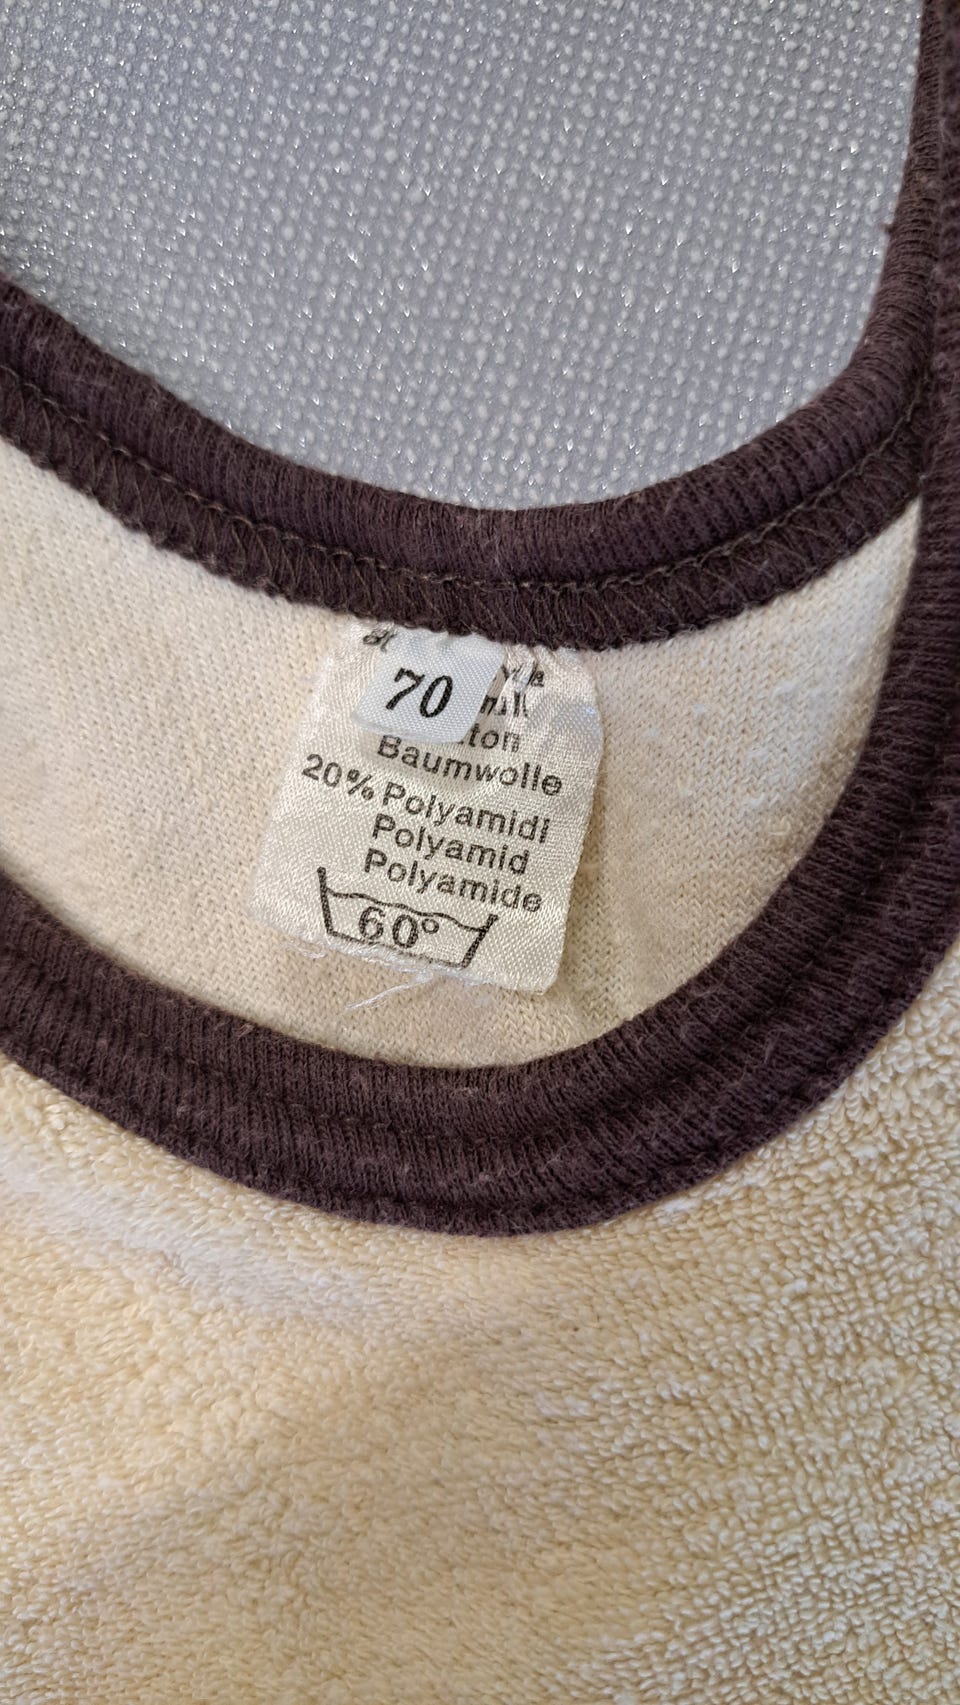 70
Baumwolle
20% Polyamidi
Polyamid
Polyamide
60°